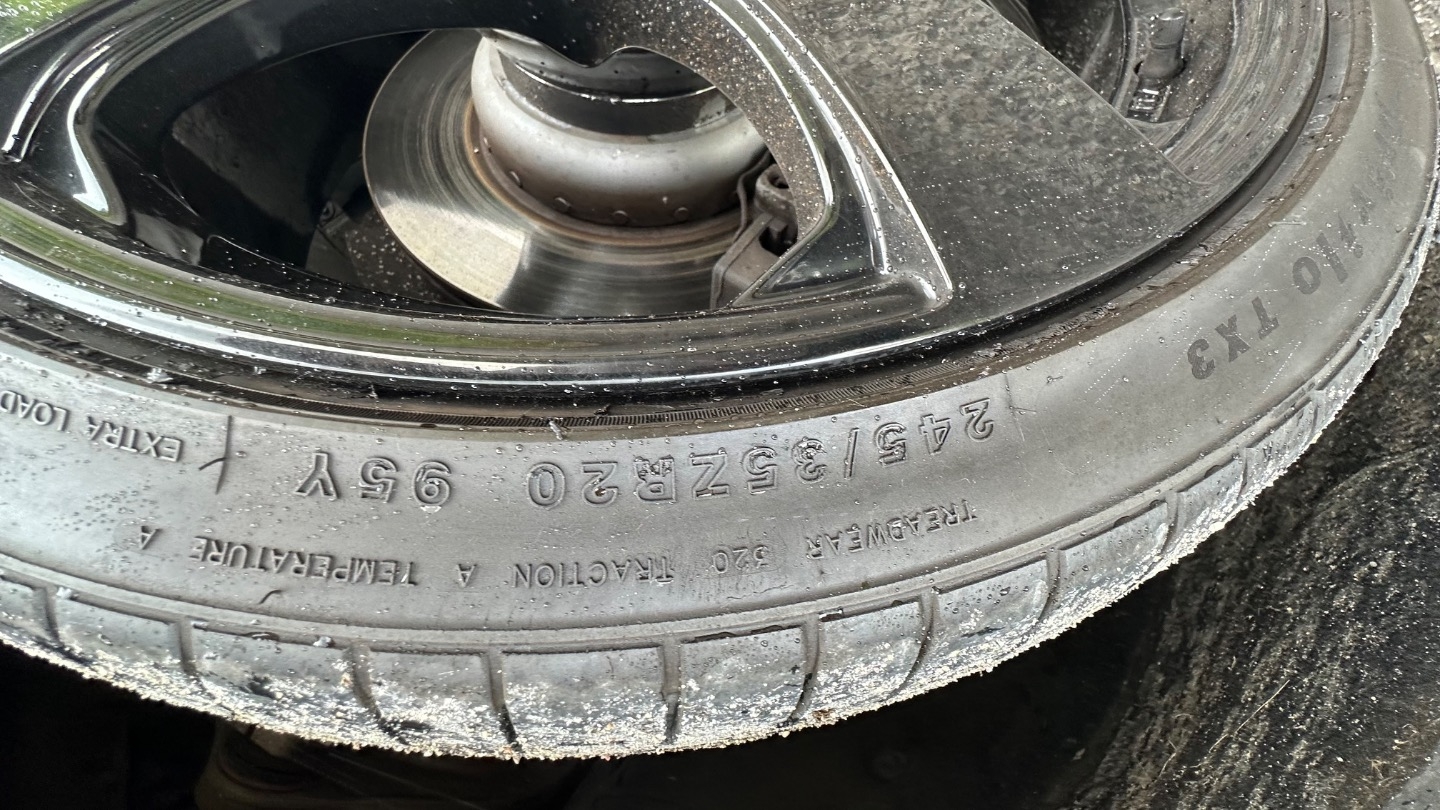 TX3
245/35ZR20 95Y
EXTRA LOAD
TREADWEAR 320 TRACTION A TEMPERATURE A